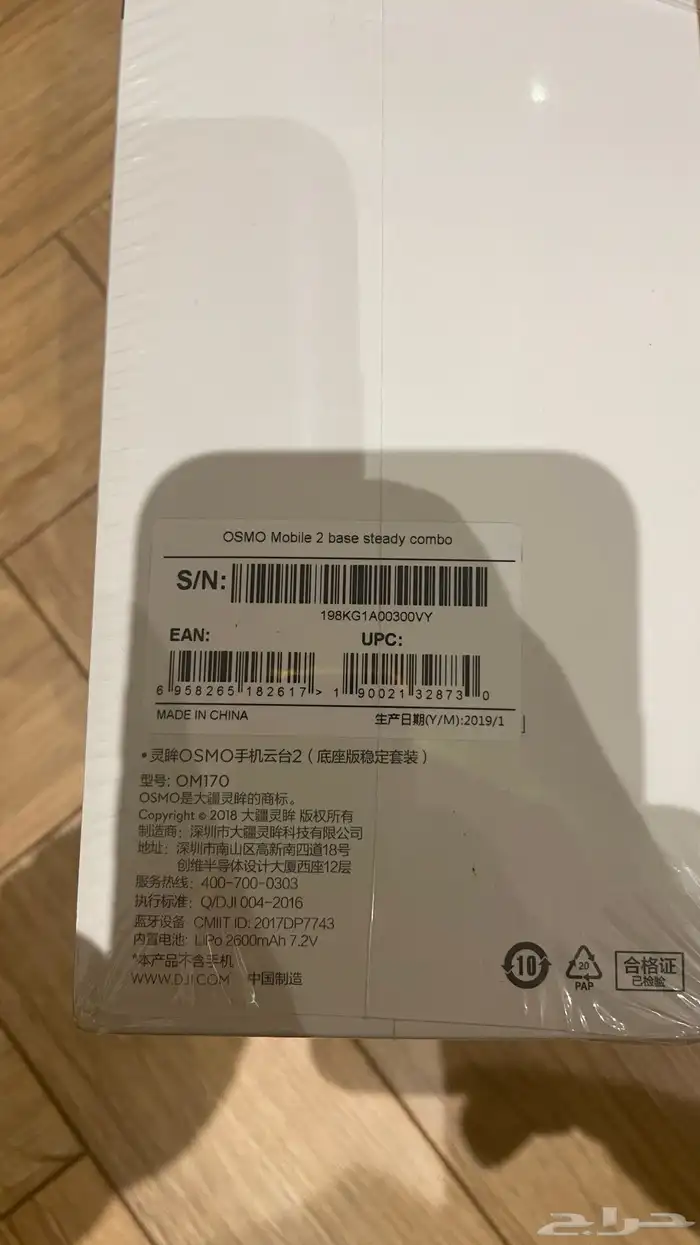 OSMO Mobile 2 base steady combo
S/N:
198KG1A00300VY
EAN: UPC:
6 958265 182617 > 1 90021 32873 0
MADE IN CHINA 生产日期(Y/M):2019/1
•灵眸OSMO手机云台2(底座版稳定套装)
型号: OM170
OSMO是大疆灵眸的商标。
Copyright © 2018 大疆灵眸 版权所有
制造商: 深圳市大疆灵眸科技有限公司
地址: 深圳市南山区高新南四道18号
创维半导体设计大厦西座12层
服务热线: 400-700-0303
执行标准: Q/DJI 004-2016
蓝牙设备 CMIIT ID: 2017DP7743
内置电池: LiPo 2600mAh 7.2V
*本产品不含手机
WWW.DJI.COM 中国制造
10
20
PAP
合格证
已检验
حراج